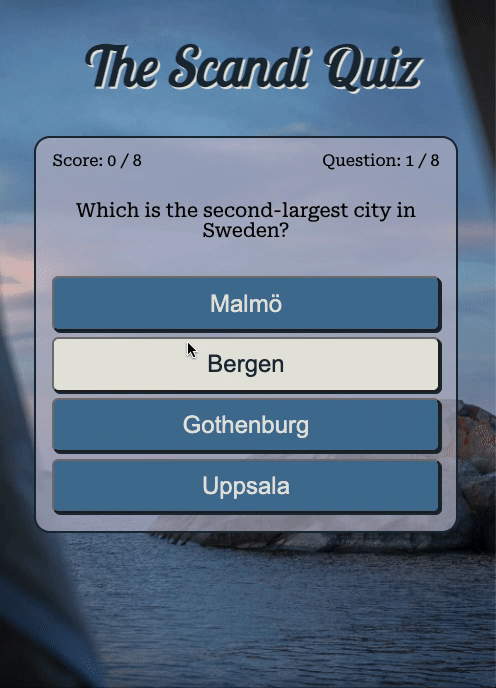 The Scandi Quiz
Score: 0 / 8
Question: 1 / 8
Which is the second-largest city in
Sweden?
Malmö
Bergen
Gothenburg
Uppsala